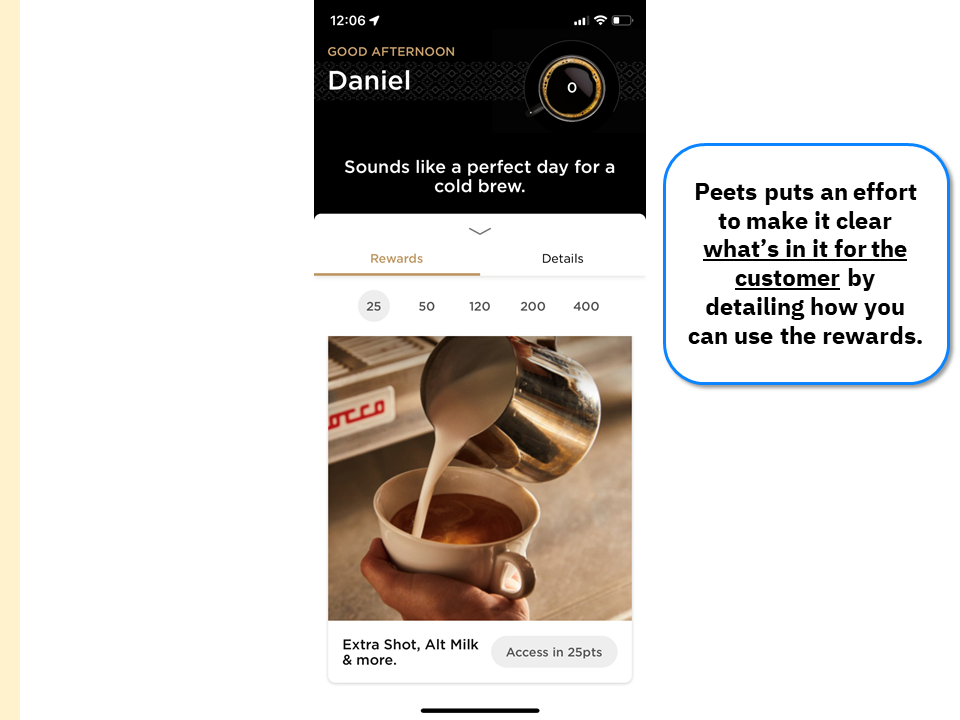 12:06
GOOD AFTERNOON
Daniel
0
Sounds like a perfect day for a
cold brew.
Rewards
Details
25
50
120
200
400
occo
Extra Shot, Alt Milk
& more.
Access in 25pts
Peets puts an effort
to make it clear
what’s in it for the
customer by
detailing how you
can use the rewards.